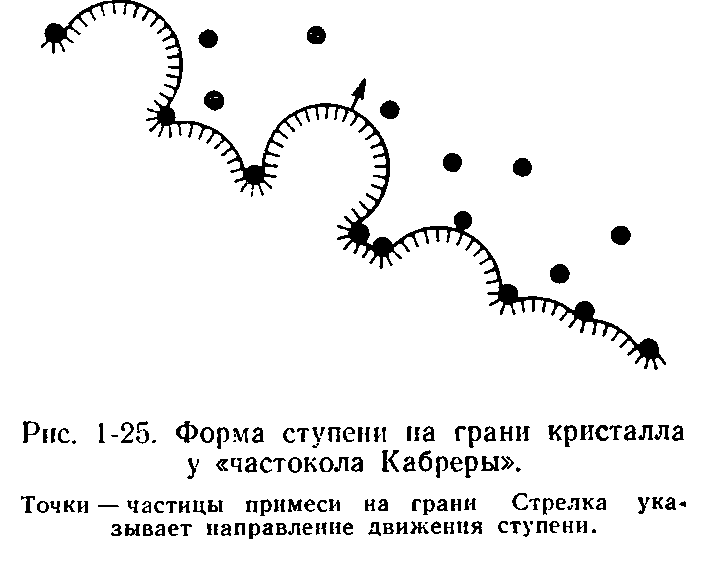 Рис. 1-25. Форма ступени на грани кристалла
у «частокола Кабреры».
Точки — частицы примеси на грани Стрелка ука-
зывает направление движения ступени.